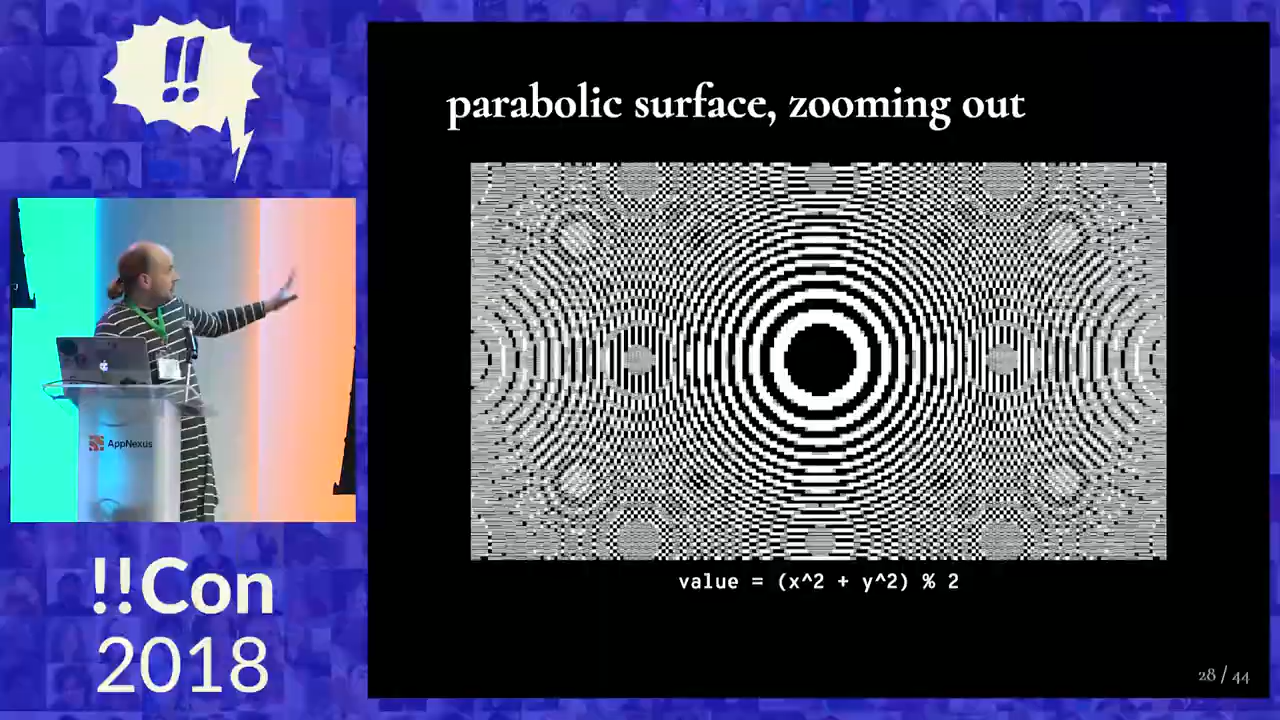 !!
parabolic surface, zooming out
AppNexus
value = (x^2 + y^2) % 2
!!Con
2018
28 / 44